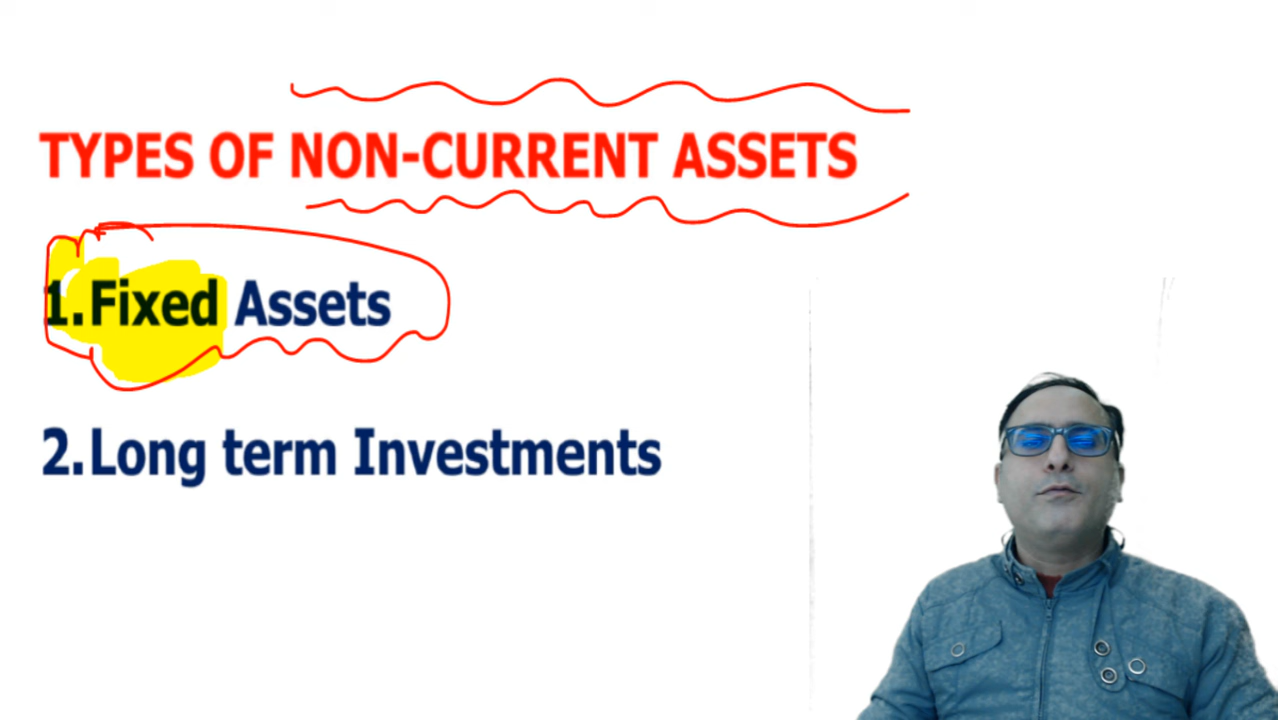 TYPES OF NON-CURRENT ASSETS
1.Fixed Assets
2.Long term Investments